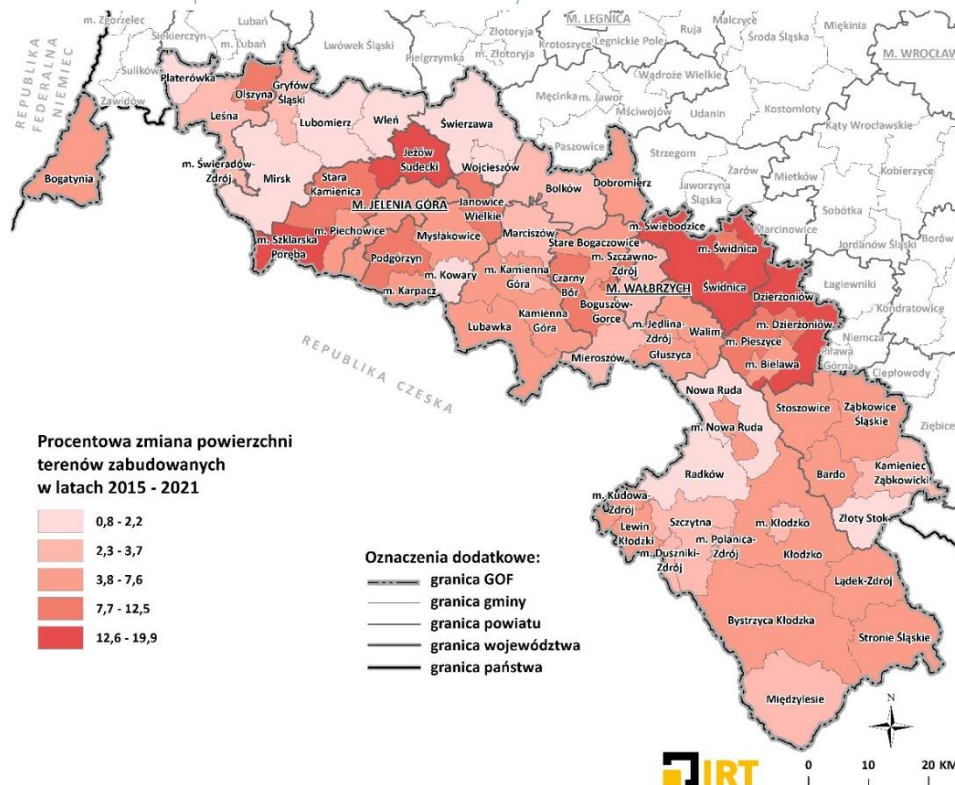 m. Zgorzelec
Lubań
Siekierczyn
m. Lubań
Sulików
Zawidów
Lwówek Śląski
Pielgrzymka
Złotoryja
m. Złotoryja
M. LEGNICA
Krotoszyce
Legnickie Pole
Ruja
Malczyce
Środa Śląska
Miękinia
M. WROCŁAW
Męcinka
m. Jawor
Wądroże Wielkie
Mściwojów
Udanin
Kostomłoty
Kąty Wrocławskie
Paszowice
Strzegom
Żarów
Mietków
Kobierzyce
Jaworzyna
Śląska
Sobótka
Marcinowice
Jordanów Śląski
Borów
Łagiewniki
Kondratowice
Niemcza
Piława
Górna
Ciepłowody
Ziębice
REPUBLIKA
FEDERALNA
NIEMIEC
REPUBLIKA CZESKA
Platerówka
Olszyna
Gryfów
Śląski
Leśna
Lubomierz
Wleń
Świerzawa
Bogatynia
m. Świeradów-
Zdrój
Mirsk
Jeżów
Sudecki
Wojcieszów
Stara
Kamienica
M. JELENIA GÓRA
Janowice
Wielkie
Bolków
Dobromierz
m. Szklarska
Poręba
m. Piechowice
Mysłakowice
Marciszów
Stare Bogaczowice
m. Świebodzice
m. Świdnica
Podgórzyn
m. Kowary
m. Karpacz
m. Kamienna
Góra
Czarny
Bór
m. Szczawno-
Zdrój
M. WAŁBRZYCH
Świdnica
Dzierżoniów
Lubawka
Kamienna
Góra
Boguszów-
Gorce
m. Jedlina-
Zdrój
Walim
m. Dzierżoniów
m. Pieszyce
Mieroszów
Głuszyca
m. Bielawa
Nowa Ruda
Stoszowice
Ząbkowice
Śląskie
m. Nowa Ruda
Radków
Bardo
Kamieniec
Ząbkowicki
m. Kudowa-
Zdrój
Lewin
Kłodzki
Szczytna
m. Kłodzko
Złoty Stok
m. Duszniki-
Zdrój
m. Polanica-
Zdrój
Kłodzko
Lądek-Zdrój
Bystrzyca Kłodzka
Stronie Śląskie
Międzylesie
Procentowa zmiana powierzchni
terenów zabudowanych
w latach 2015 - 2021
0,8 - 2,2
2,3 - 3,7
3,8 - 7,6
7,7 - 12,5
12,6 - 19,9
Oznaczenia dodatkowe:
granica GOF
granica gminy
granica powiatu
granica województwa
granica państwa
N
IRT
0 10 20 KM